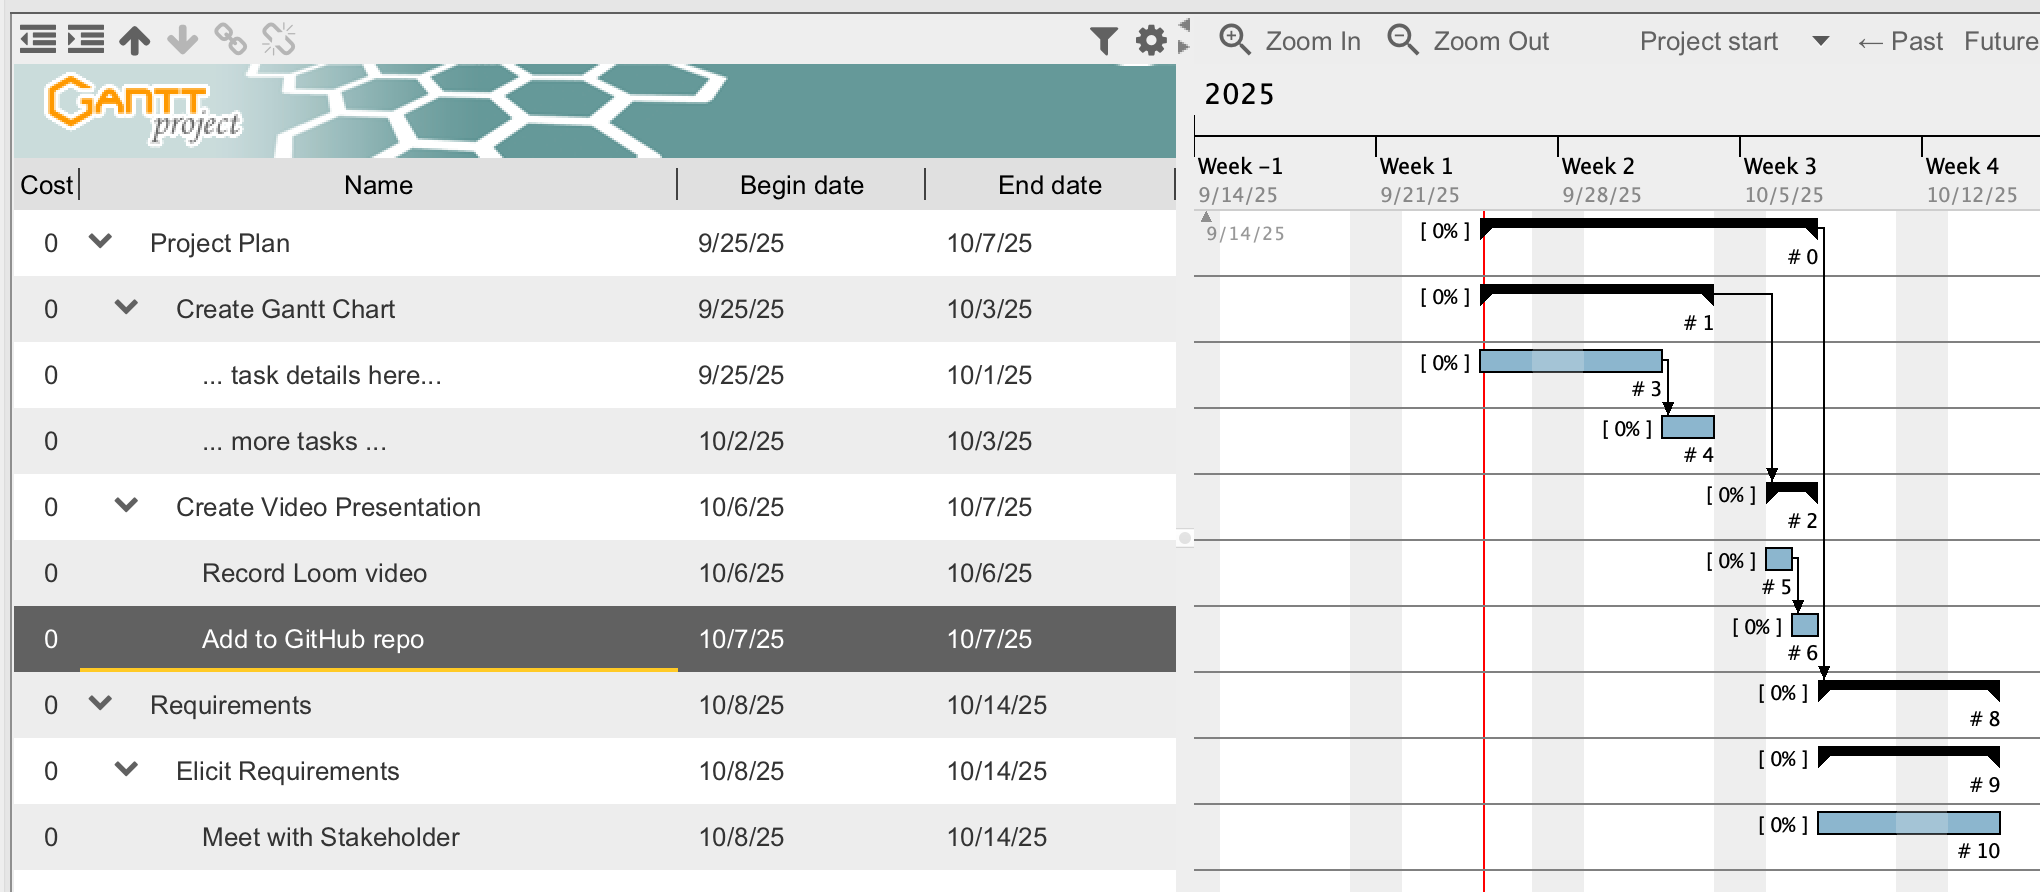 Zoom In Zoom Out Project start ← Past Future
GANTT
project
2025
Cost Name Begin date End date
Week -1 Week 1 Week 2 Week 3 Week 4
9/14/25 9/21/25 9/28/25 10/5/25 10/12/25
9/14/25
0 Project Plan 9/25/25 10/7/25 [ 0% ] # 0
0 Create Gantt Chart 9/25/25 10/3/25 [ 0% ] # 1
0 ... task details here... 9/25/25 10/1/25 [ 0% ] # 3
0 ... more tasks ... 10/2/25 10/3/25 [ 0% ] # 4
0 Create Video Presentation 10/6/25 10/7/25 [ 0% ] # 2
0 Record Loom video 10/6/25 10/6/25 [ 0% ] # 5
0 Add to GitHub repo 10/7/25 10/7/25 [ 0% ] # 6
0 Requirements 10/8/25 10/14/25 [ 0% ] # 8
0 Elicit Requirements 10/8/25 10/14/25 [ 0% ] # 9
0 Meet with Stakeholder 10/8/25 10/14/25 [ 0% ] # 10